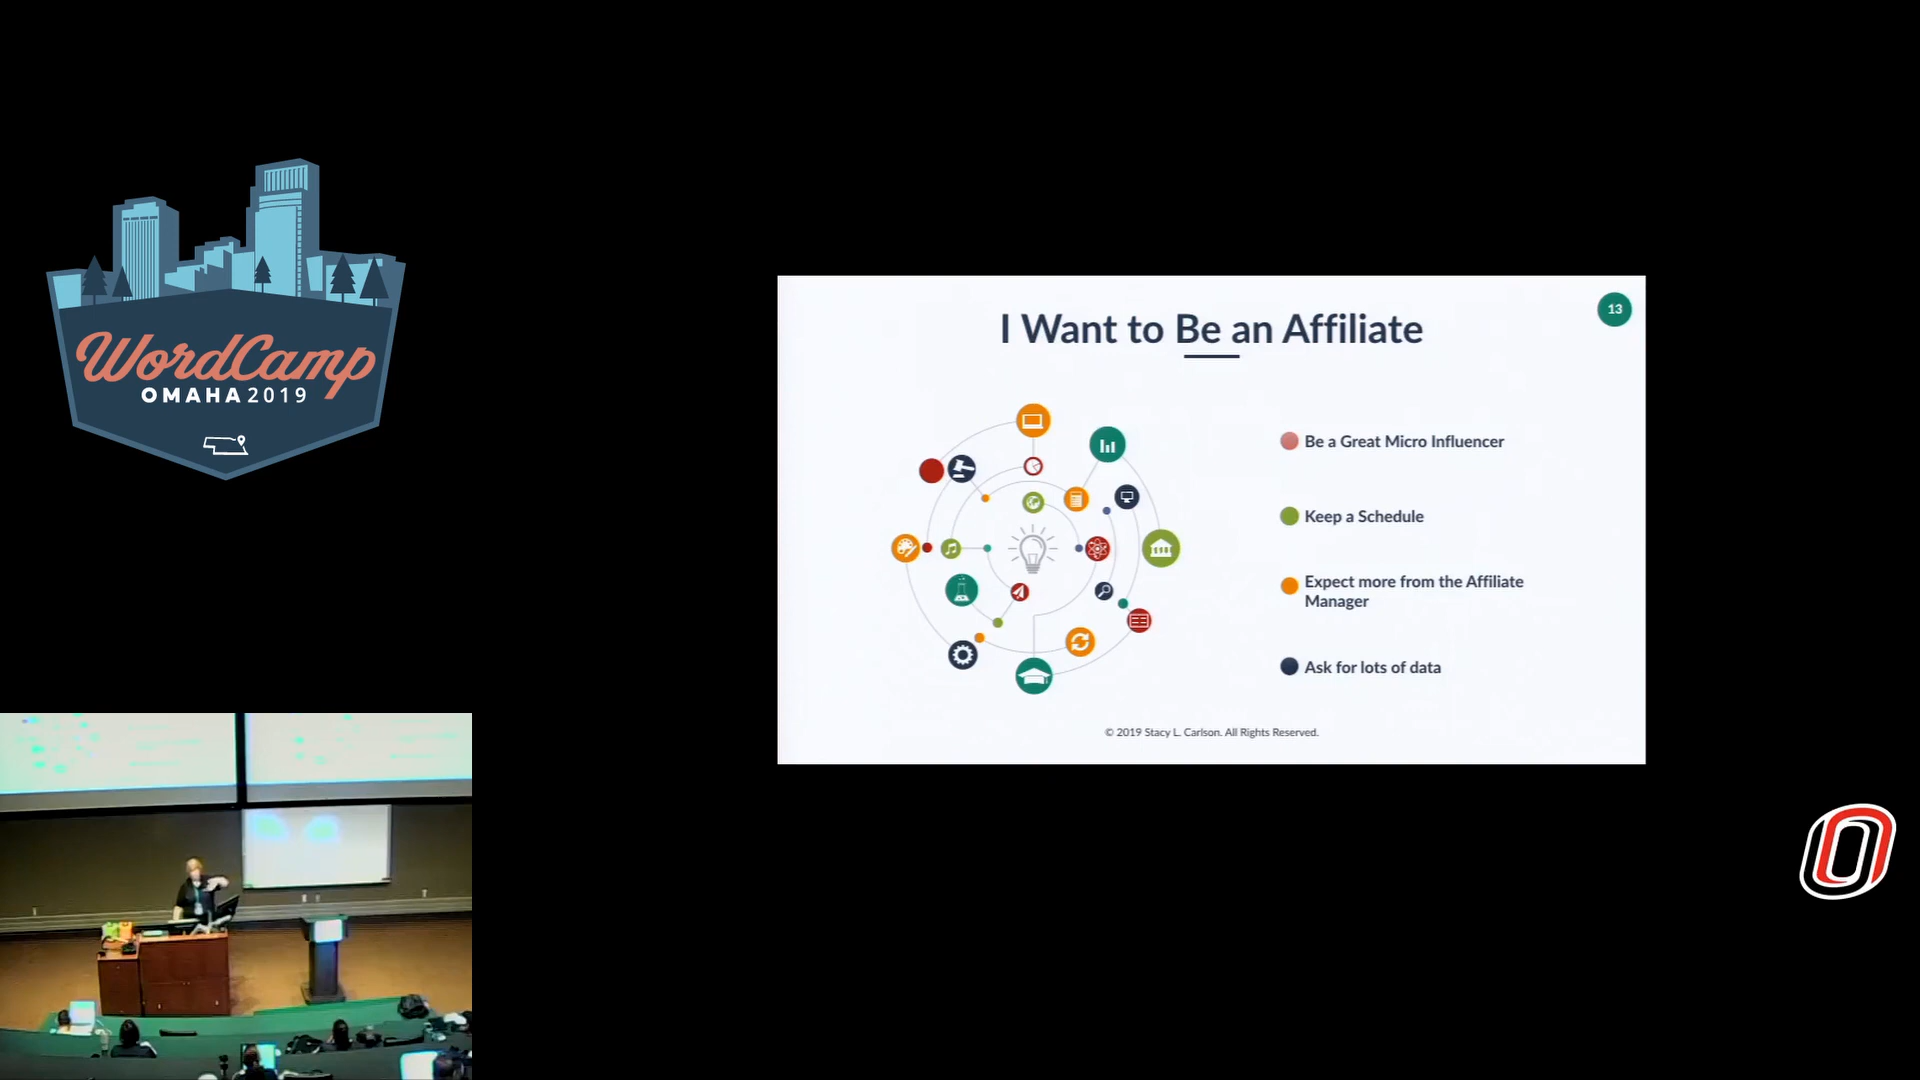 WordCamp
OMAHA 2019
13
I Want to Be an Affiliate
Be a Great Micro Influencer
Keep a Schedule
Expect more from the Affiliate
Manager
Ask for lots of data
© 2019 Stacy L. Carlson. All Rights Reserved.
O